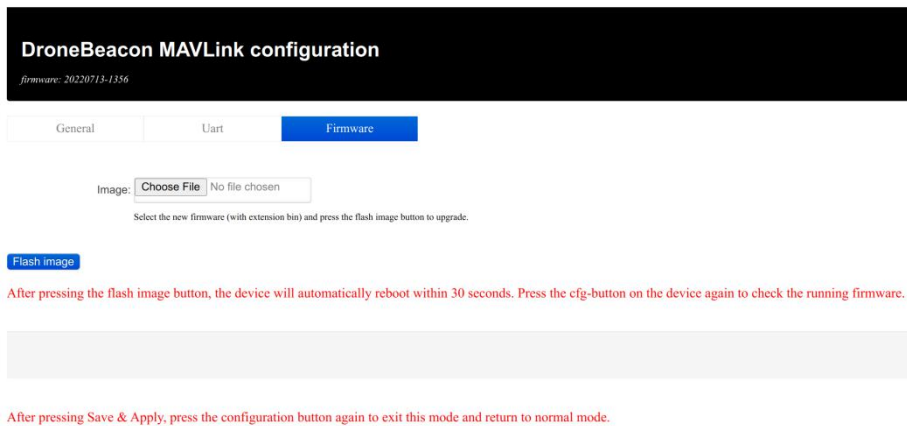 DroneBeacon MAVLink configuration
firmware: 20220713-1356
General Uart Firmware
Image: Choose File No file chosen
Select the new firmware (with extension bin) and press the flash image button to upgrade.
Flash image
After pressing the flash image button, the device will automatically reboot within 30 seconds. Press the cfg-button on the device again to check the running firmware.
After pressing Save & Apply, press the configuration button again to exit this mode and return to normal mode.